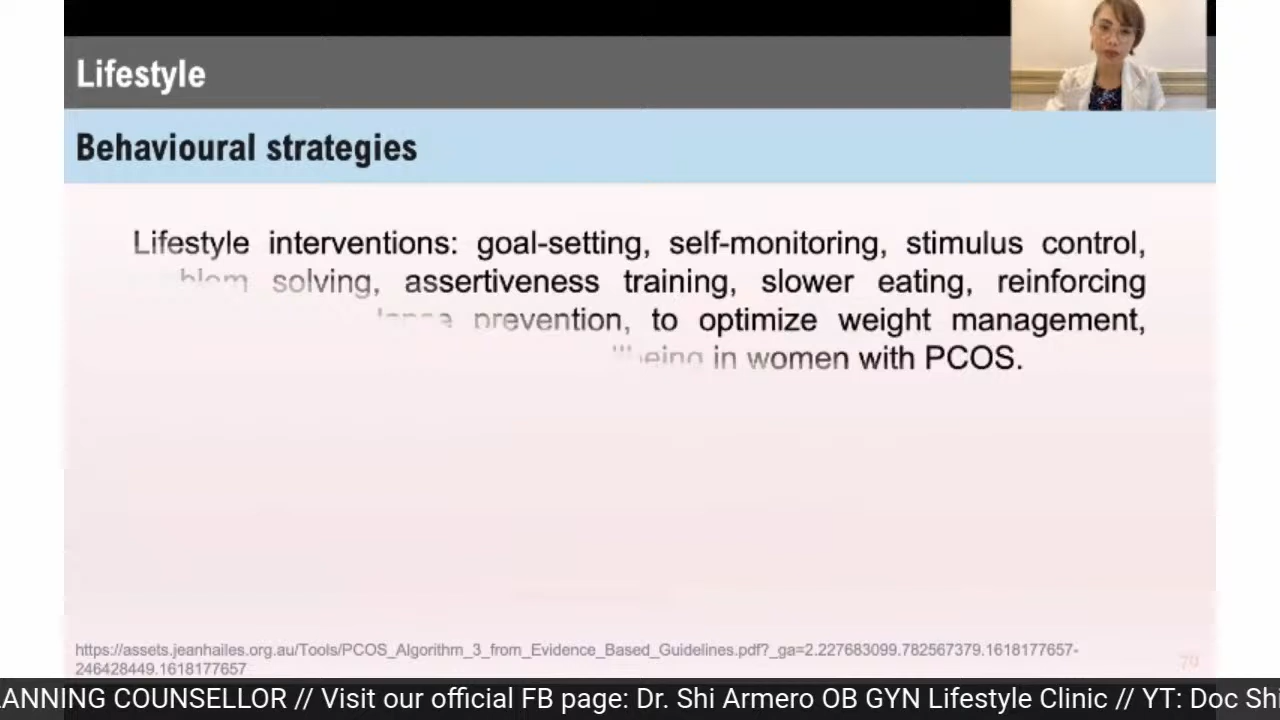 Lifestyle
Behavioural strategies
Lifestyle interventions: goal-setting, self-monitoring, stimulus control,
solving, assertiveness training, slower eating, reinforcing
prevention, to optimize weight management,
in women with PCOS.
https://assets.jeanhailes.org.au/Tools/PCOS_Algorithm_3_from_Evidence_Based_Guidelines.pdf?_ga=2.227683099.782567379.1618177657-
246428449.1618177657
70
LANNING COUNSELLOR // Visit our official FB page: Dr. Shi Armero OB GYN Lifestyle Clinic // YT: Doc Shi